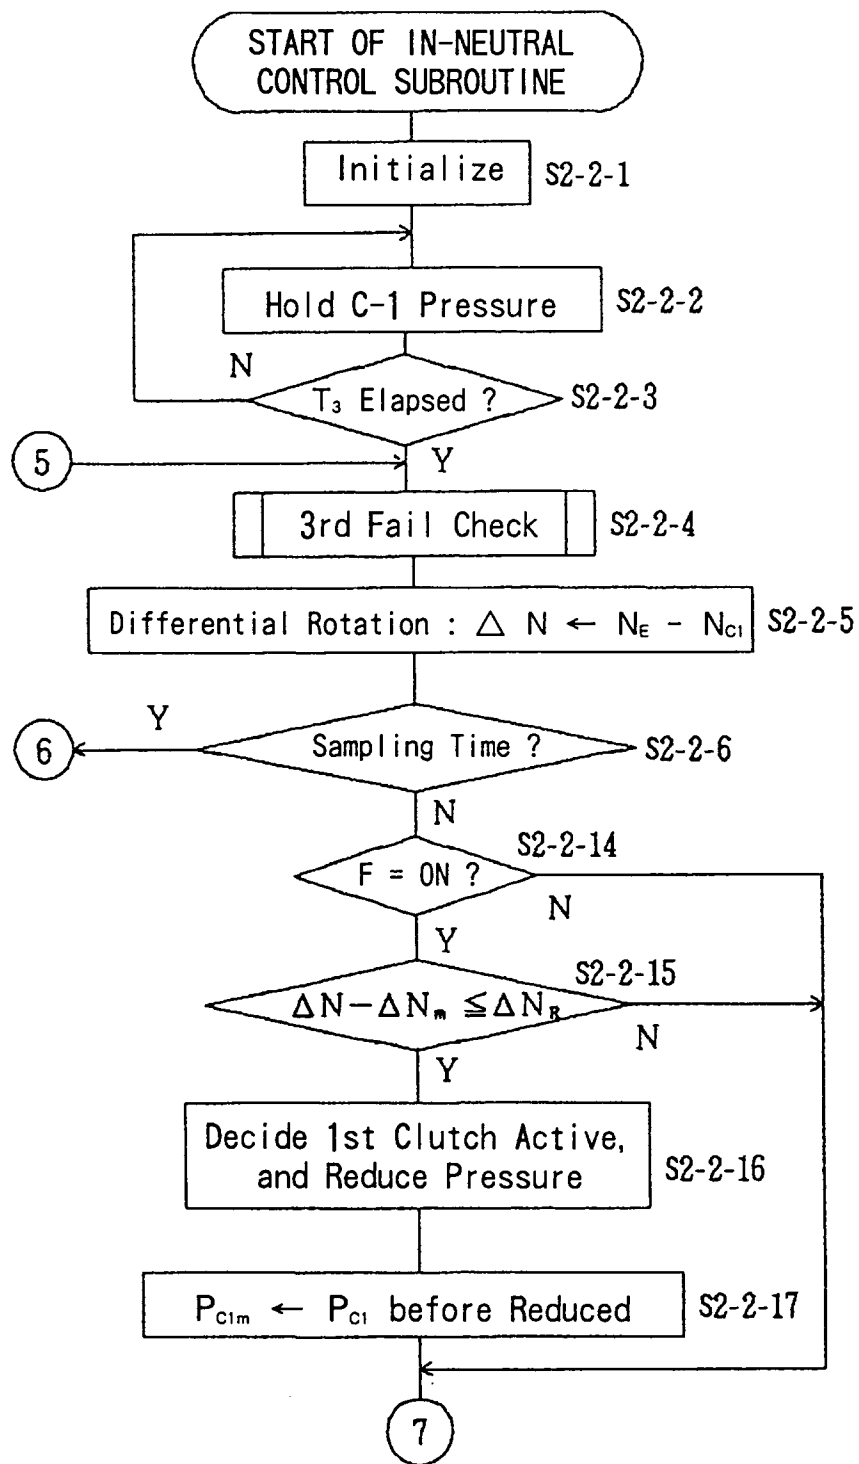 START OF IN-NEUTRAL
CONTROL SUBROUTINE
Initialize
S2-2-1
Hold C-1 Pressure
S2-2-2
N
T₃ Elapsed ?
S2-2-3
5
Y
3rd Fail Check
S2-2-4
Differential Rotation : △ N ← N_E - N_C1
S2-2-5
Y
6
Sampling Time ?
S2-2-6
N
S2-2-14
F = ON ?
N
Y
S2-2-15
ΔN-ΔN_m ≦ ΔN_R
N
Y
Decide 1st Clutch Active,
and Reduce Pressure
S2-2-16
P_C1m ← P_C1 before Reduced
S2-2-17
7